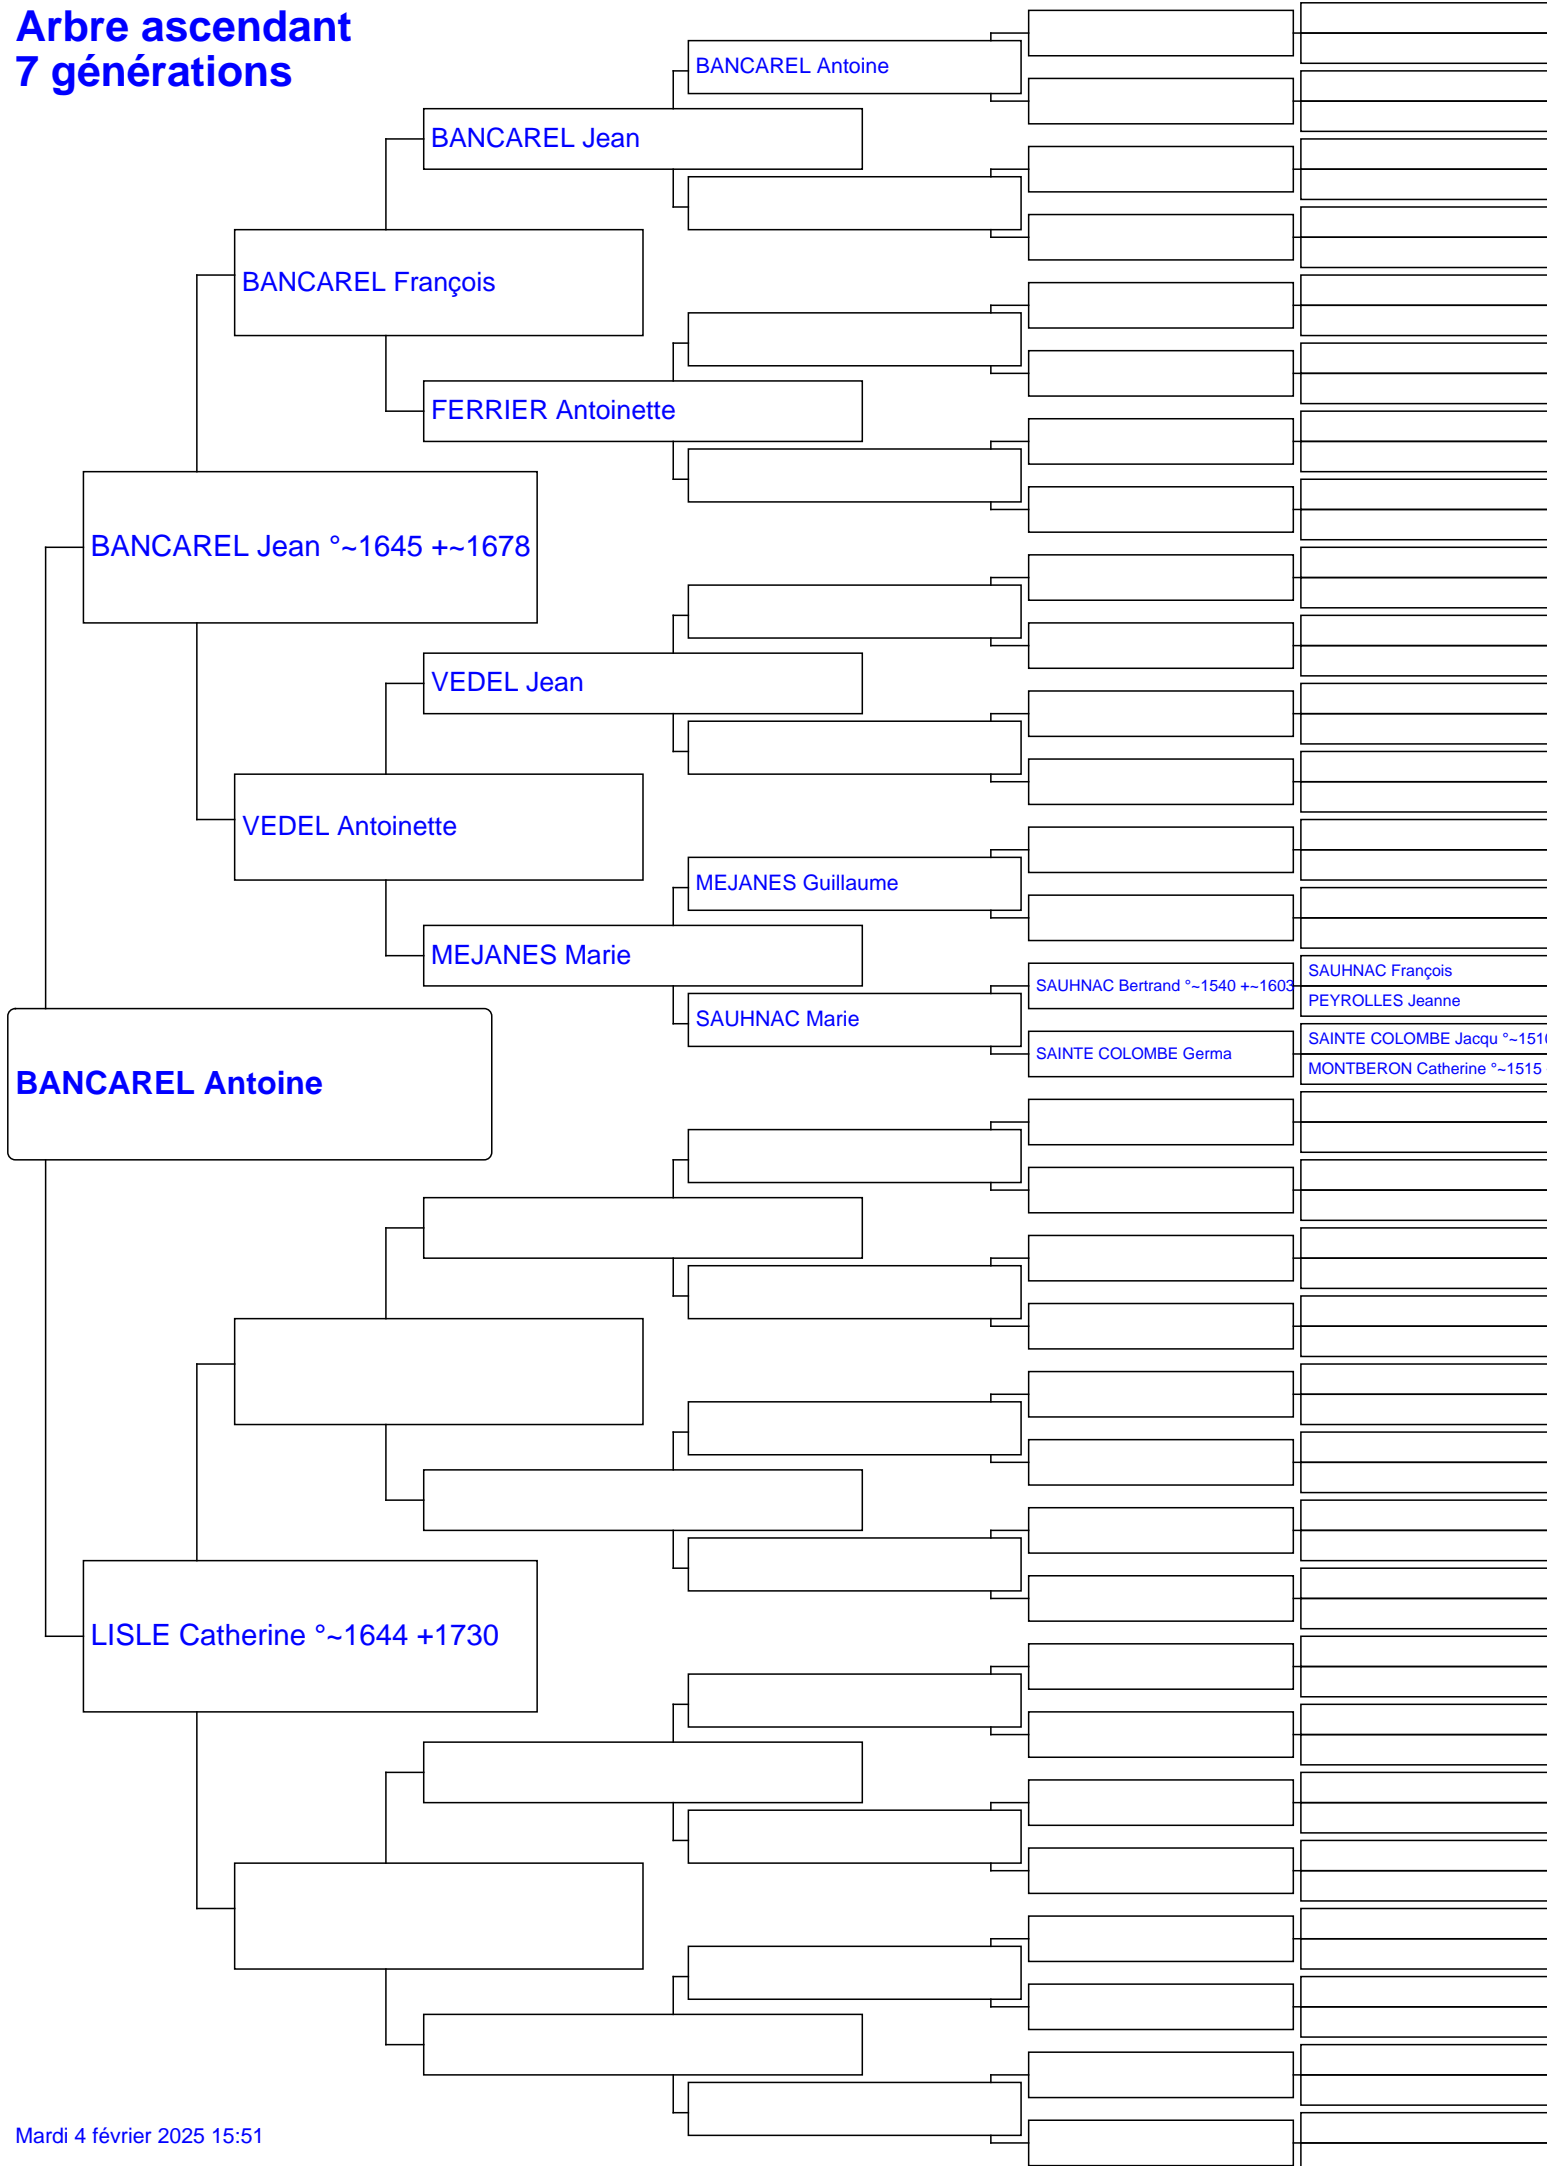 Arbre ascendant
7 générations
BANCAREL Antoine
BANCAREL Jean
BANCAREL François
FERRIER Antoinette
BANCAREL Jean °~1645 +~1678
VEDEL Jean
VEDEL Antoinette
MEJANES Guillaume
MEJANES Marie
SAUHNAC Bertrand °~1540 +~1603
SAUHNAC François
PEYROLLES Jeanne
SAUHNAC Marie
SAINTE COLOMBE Germa
SAINTE COLOMBE Jacqu °~1510
MONTBERON Catherine °~1515
BANCAREL Antoine
LISLE Catherine °~1644 +1730
Mardi 4 février 2025 15:51